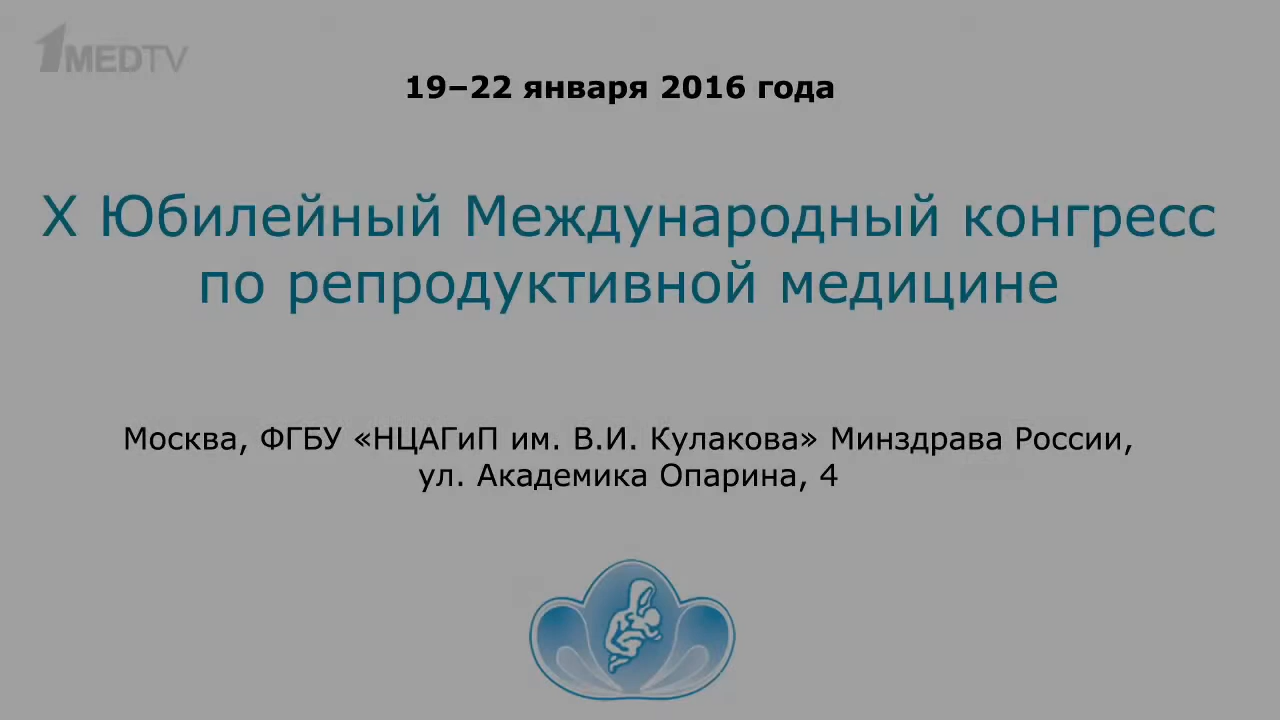 1MEDTV
19–22 января 2016 года
X Юбилейный Международный конгресс
по репродуктивной медицине
Москва, ФГБУ «НЦАГиП им. В.И. Кулакова» Минздрава России,
ул. Академика Опарина, 4